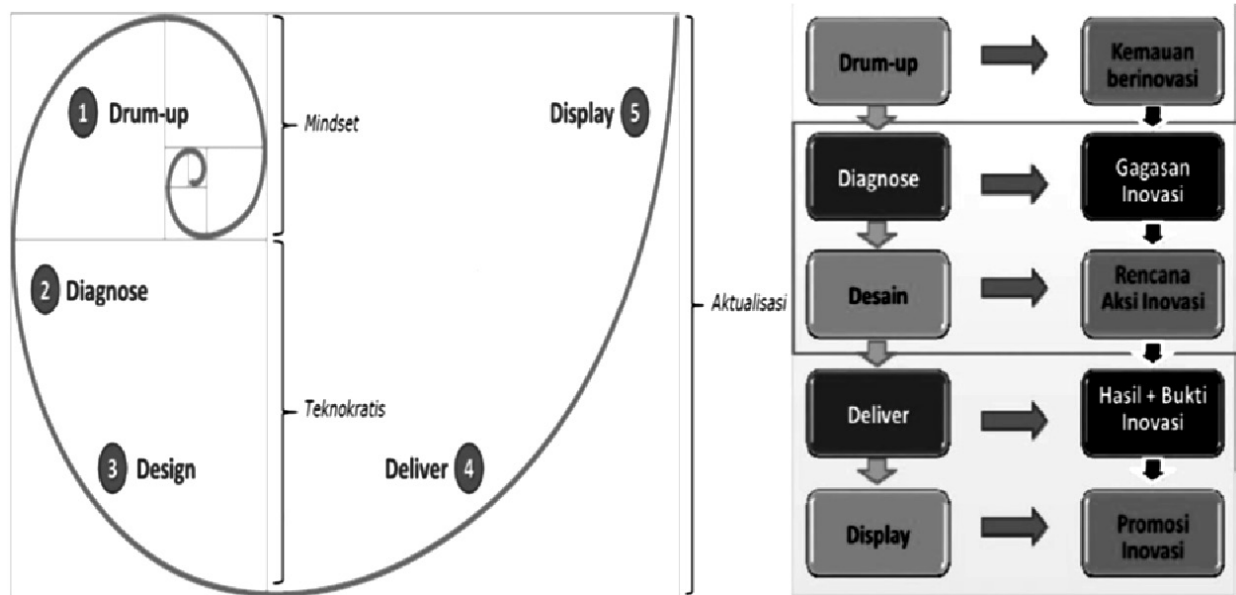 1 Drum-up
Mindset
2 Diagnose
3 Design
Teknokratis
Deliver 4
Display 5
Aktualisasi
Drum-up
Kemauan
berinovasi
Diagnose
Gagasan
Inovasi
Desain
Rencana
Aksi Inovasi
Deliver
Hasil + Bukti
Inovasi
Display
Promosi
Inovasi